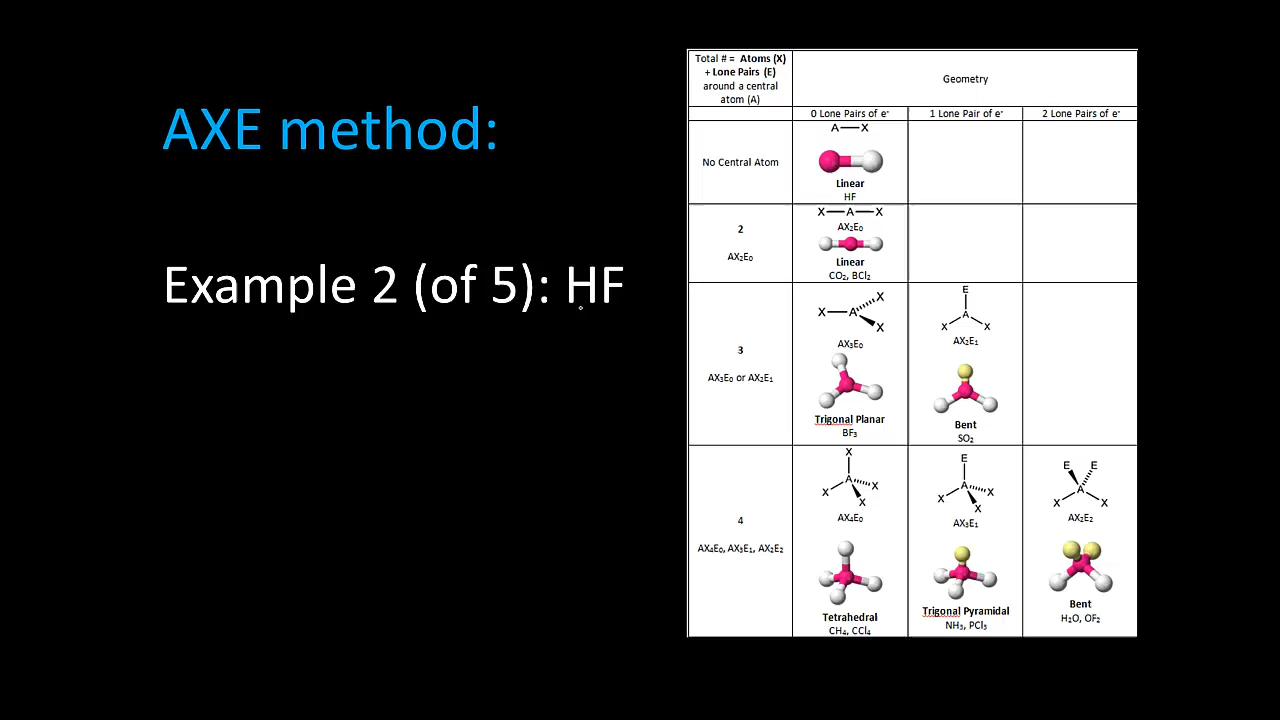 AXE method:
Example 2 (of 5): HF
Total # = Atoms (X)
+ Lone Pairs (E)
around a central
atom (A)
Geometry
0 Lone Pairs of e⁻
1 Lone Pair of e⁻
2 Lone Pairs of e⁻
No Central Atom
A—X
Linear
HF
2
AX₂E₀
X—A—X
AX₂E₀
Linear
CO₂, BCl₂
3
AX₃E₀ or AX₂E₁
X
X—A
X
AX₃E₀
Trigonal Planar
BF₃
E
A
X X
AX₂E₁
Bent
SO₂
4
AX₄E₀, AX₃E₁, AX₂E₂
X
A
X X
X
AX₄E₀
Tetrahedral
CH₄, CCl₄
E
A
X X
X
AX₃E₁
Trigonal Pyramidal
NH₃, PCl₃
E E
A
X X
AX₂E₂
Bent
H₂O, OF₂